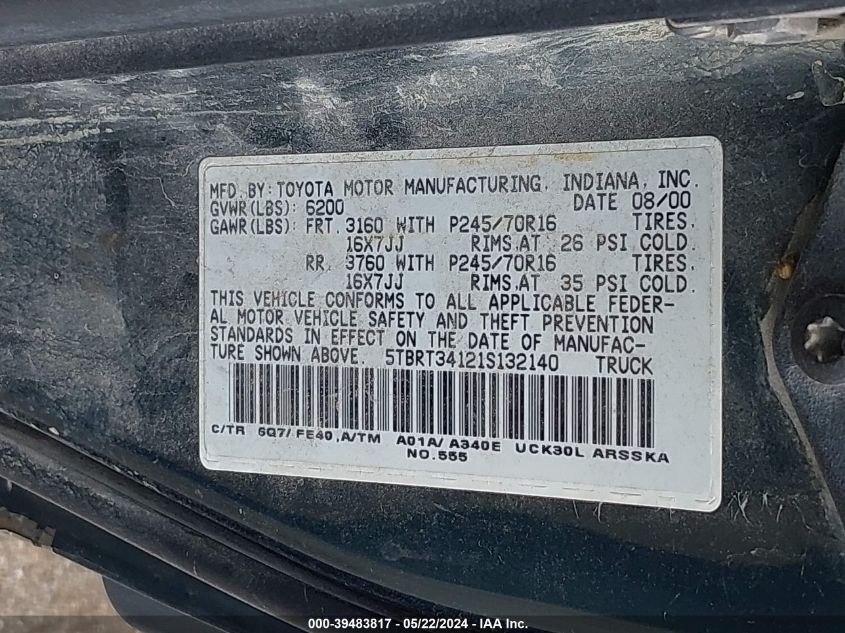 MFD. BY: TOYOTA MOTOR MANUFACTURING, INDIANA, INC.
GVWR(LBS): 6200 DATE 08/00
GAWR(LBS): FRT. 3160 WITH P245/70R16 TIRES.
16X7JJ RIMS.AT 26 PSI COLD.
RR. 3760 WITH P245/70R16 TIRES.
16X7JJ RIMS.AT 35 PSI COLD.
THIS VEHICLE CONFORMS TO ALL APPLICABLE FEDER-
AL MOTOR VEHICLE SAFETY AND THEFT PREVENTION
STANDARDS IN EFFECT ON THE DATE OF MANUFAC-
TURE SHOWN ABOVE. 5TBRT34121S132140 TRUCK
C/TR 6Q7/FE40,A/TM A01A/A340E UCK30L ARSSKA
NO.555
000-39483817 - 05/22/2024 - IAA Inc.